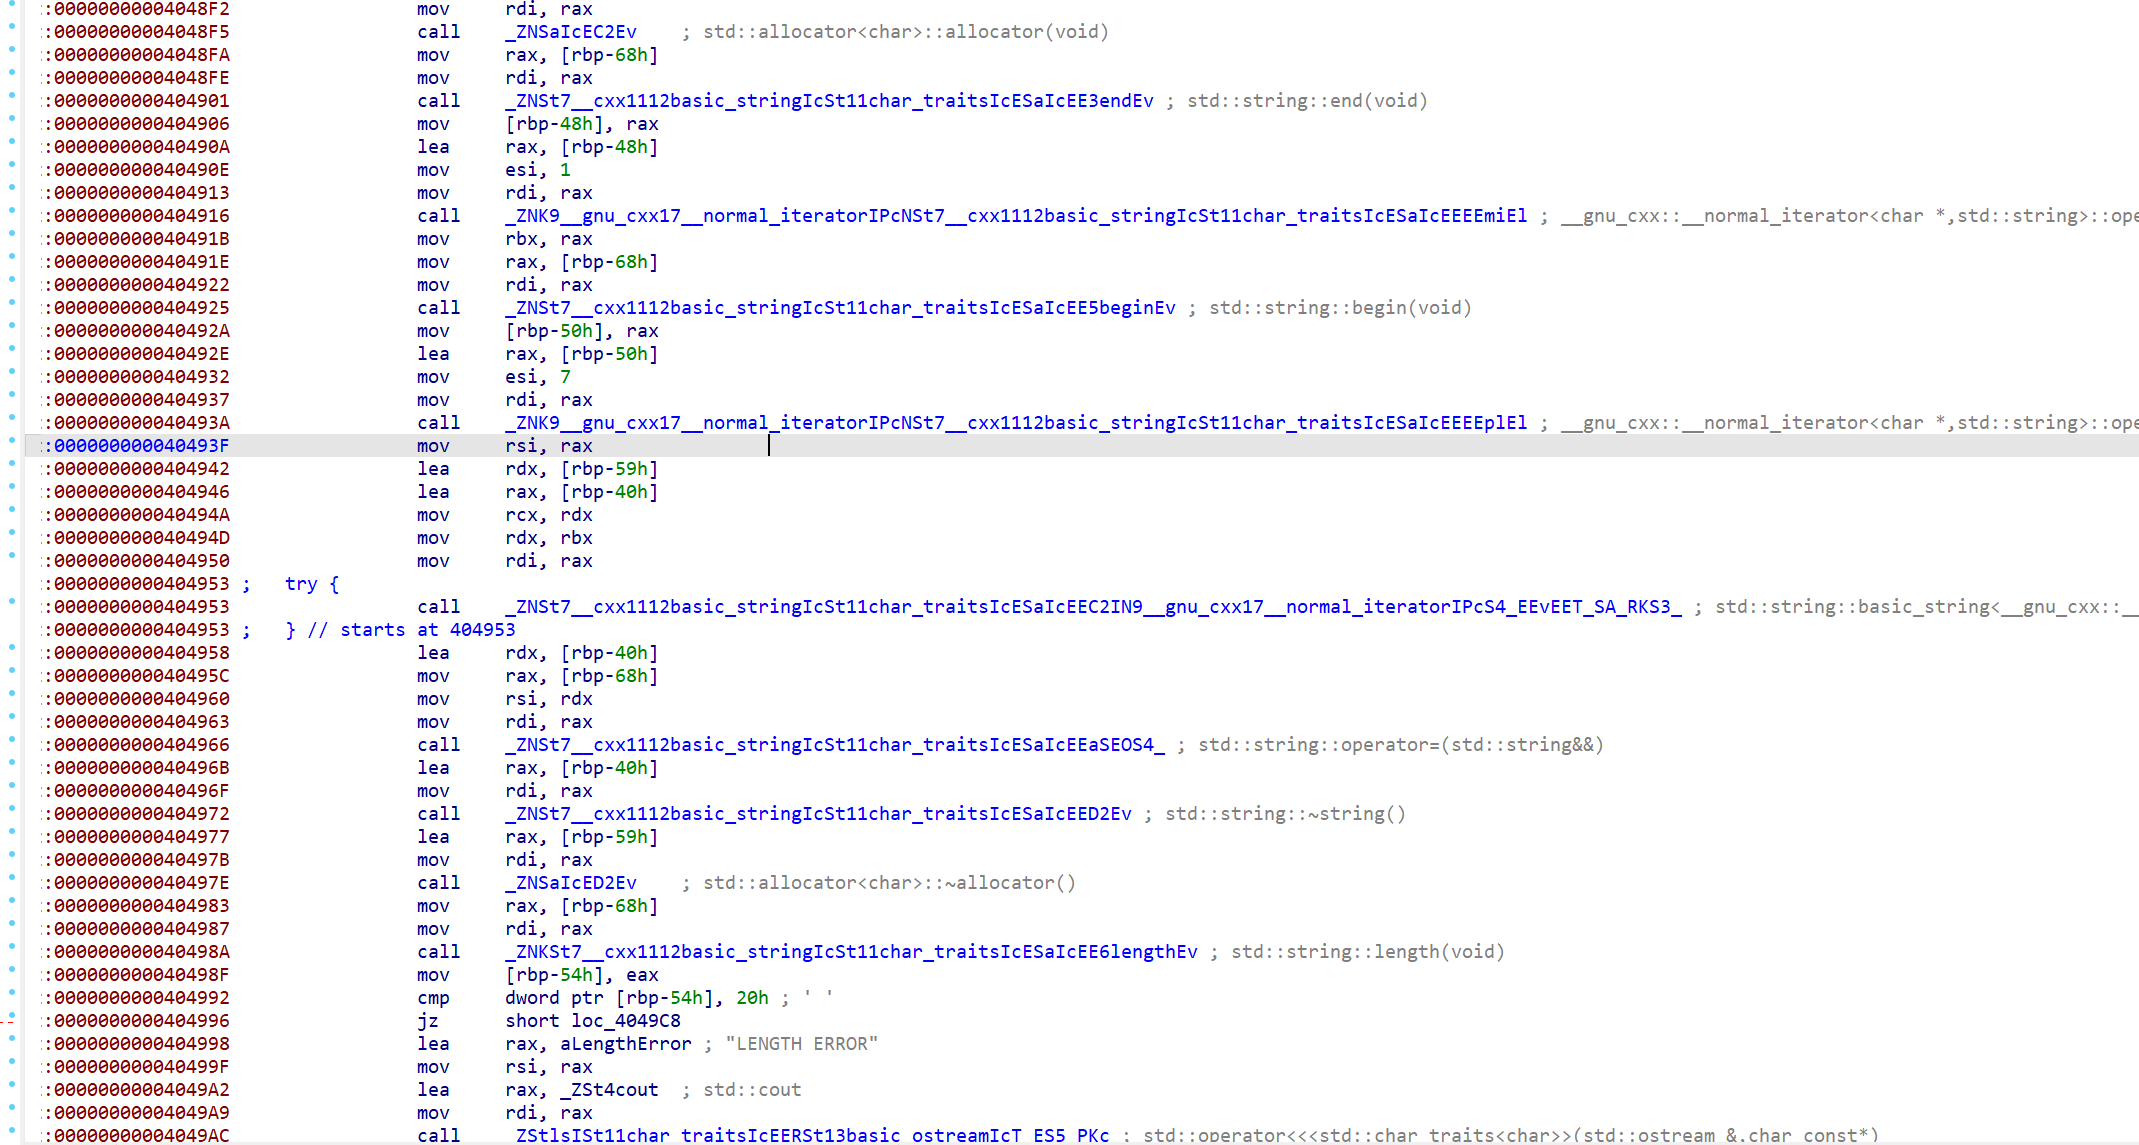 ::00000000004048F2 mov rdi, rax
::00000000004048F5 call _ZNSaIcEC2Ev ; std::allocator<char>::allocator(void)
::00000000004048FA mov rax, [rbp-68h]
::00000000004048FE mov rdi, rax
::0000000000404901 call _ZNSt7__cxx1112basic_stringIcSt11char_traitsIcESaIcEE3endEv ; std::string::end(void)
::0000000000404906 mov [rbp-48h], rax
::000000000040490A lea rax, [rbp-48h]
::000000000040490E mov esi, 1
::0000000000404913 mov rdi, rax
::0000000000404916 call _ZNK9__gnu_cxx17__normal_iteratorIPcNSt7__cxx1112basic_stringIcSt11char_traitsIcESaIcEEEEmiEl ; __gnu_cxx::__normal_iterator<char *,std::string>::ope
::000000000040491B mov rbx, rax
::000000000040491E mov rax, [rbp-68h]
::0000000000404922 mov rdi, rax
::0000000000404925 call _ZNSt7__cxx1112basic_stringIcSt11char_traitsIcESaIcEE5beginEv ; std::string::begin(void)
::000000000040492A mov [rbp-50h], rax
::000000000040492E lea rax, [rbp-50h]
::0000000000404932 mov esi, 7
::0000000000404937 mov rdi, rax
::000000000040493A call _ZNK9__gnu_cxx17__normal_iteratorIPcNSt7__cxx1112basic_stringIcSt11char_traitsIcESaIcEEEEplEl ; __gnu_cxx::__normal_iterator<char *,std::string>::ope
::000000000040493F mov rsi, rax
::0000000000404942 lea rdx, [rbp-59h]
::0000000000404946 lea rax, [rbp-40h]
::000000000040494A mov rcx, rdx
::000000000040494D mov rdx, rbx
::0000000000404950 mov rdi, rax
::0000000000404953 ; try {
::0000000000404953 call _ZNSt7__cxx1112basic_stringIcSt11char_traitsIcESaIcEEC2IN9__gnu_cxx17__normal_iteratorIPcS4_EEvEET_SA_RKS3_ ; std::string::basic_string<__gnu_cxx::__
::0000000000404953 ; } // starts at 404953
::0000000000404958 lea rdx, [rbp-40h]
::000000000040495C mov rax, [rbp-68h]
::0000000000404960 mov rsi, rdx
::0000000000404963 mov rdi, rax
::0000000000404966 call _ZNSt7__cxx1112basic_stringIcSt11char_traitsIcESaIcEEaSEOS4_ ; std::string::operator=(std::string&&)
::000000000040496B lea rax, [rbp-40h]
::000000000040496F mov rdi, rax
::0000000000404972 call _ZNSt7__cxx1112basic_stringIcSt11char_traitsIcESaIcEED2Ev ; std::string::~string()
::0000000000404977 lea rax, [rbp-59h]
::000000000040497B mov rdi, rax
::000000000040497E call _ZNSaIcED2Ev ; std::allocator<char>::~allocator()
::0000000000404983 mov rax, [rbp-68h]
::0000000000404987 mov rdi, rax
::000000000040498A call _ZNKSt7__cxx1112basic_stringIcSt11char_traitsIcESaIcEE6lengthEv ; std::string::length(void)
::000000000040498F mov [rbp-54h], eax
::0000000000404992 cmp dword ptr [rbp-54h], 20h ; ' '
::0000000000404996 jz short loc_4049C8
::0000000000404998 lea rax, aLengthError ; "LENGTH ERROR"
::000000000040499F mov rsi, rax
::00000000004049A2 lea rax, _ZSt4cout ; std::cout
::00000000004049A9 mov rdi, rax
::00000000004049AC call _ZStlsISt11char_traitsIcEERSt13basic_ostreamIcT_ES5_PKc ; std::operator<<<std::char_traits<char>>(std::ostream &,char const*)